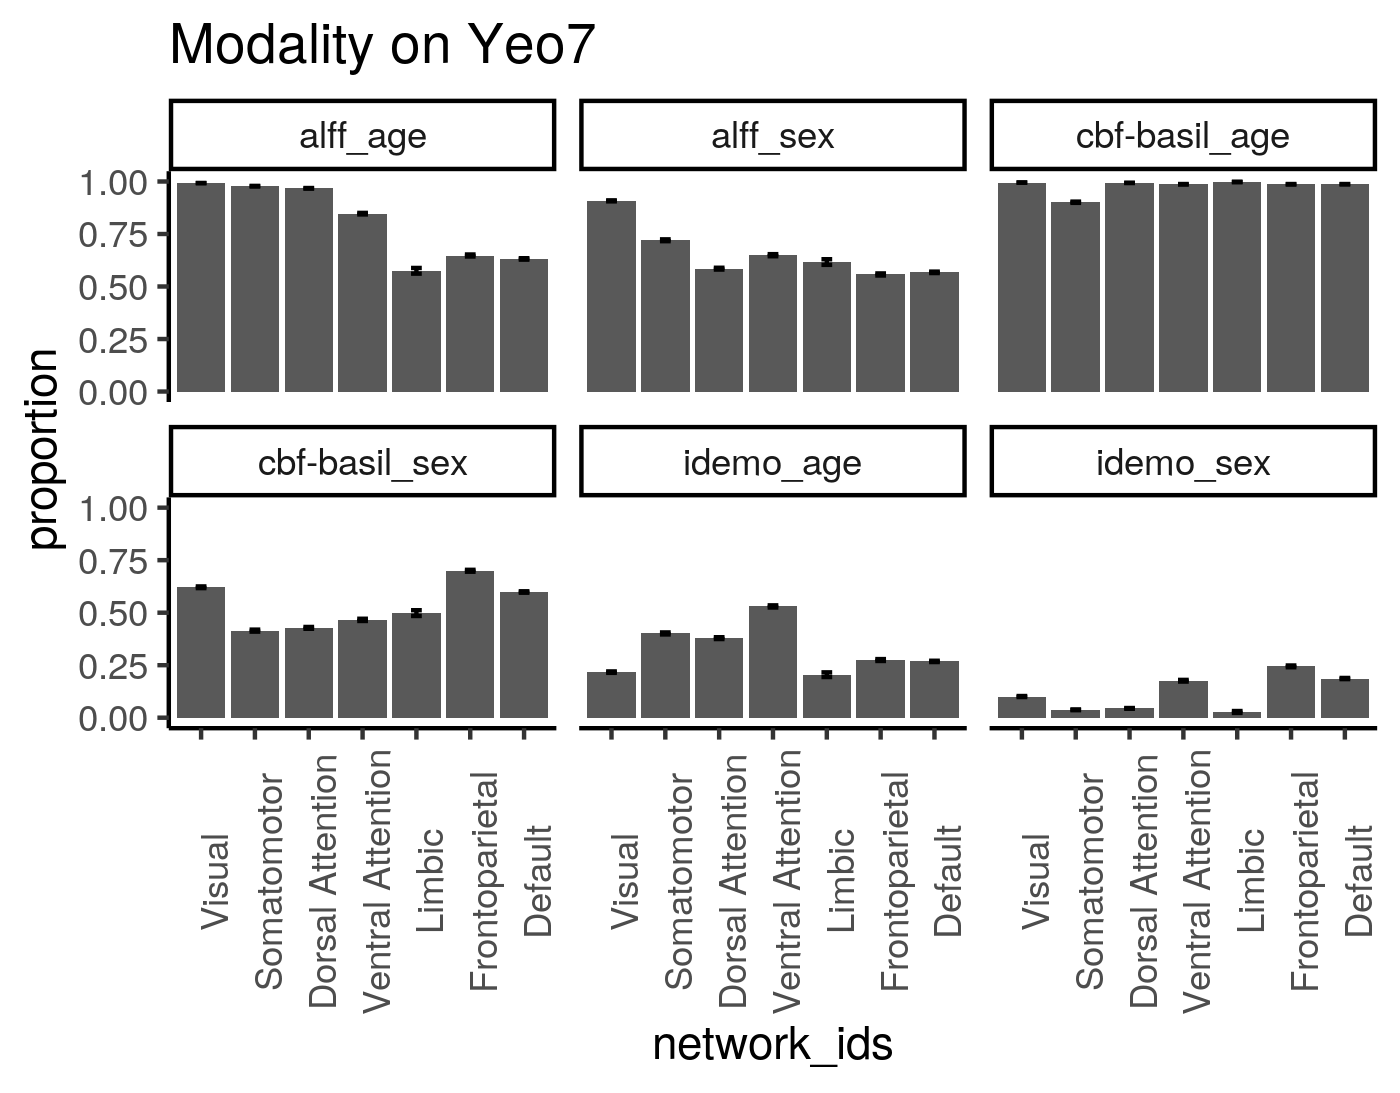 Modality on Yeo7
alff_age
alff_sex
cbf-basil_age
1.00
0.75
0.50
0.25
0.00
proportion
cbf-basil_sex
idemo_age
idemo_sex
1.00
0.75
0.50
0.25
0.00
Visual
Somatomotor
Dorsal Attention
Ventral Attention
Limbic
Frontoparietal
Default
Visual
Somatomotor
Dorsal Attention
Ventral Attention
Limbic
Frontoparietal
Default
Visual
Somatomotor
Dorsal Attention
Ventral Attention
Limbic
Frontoparietal
Default
network_ids